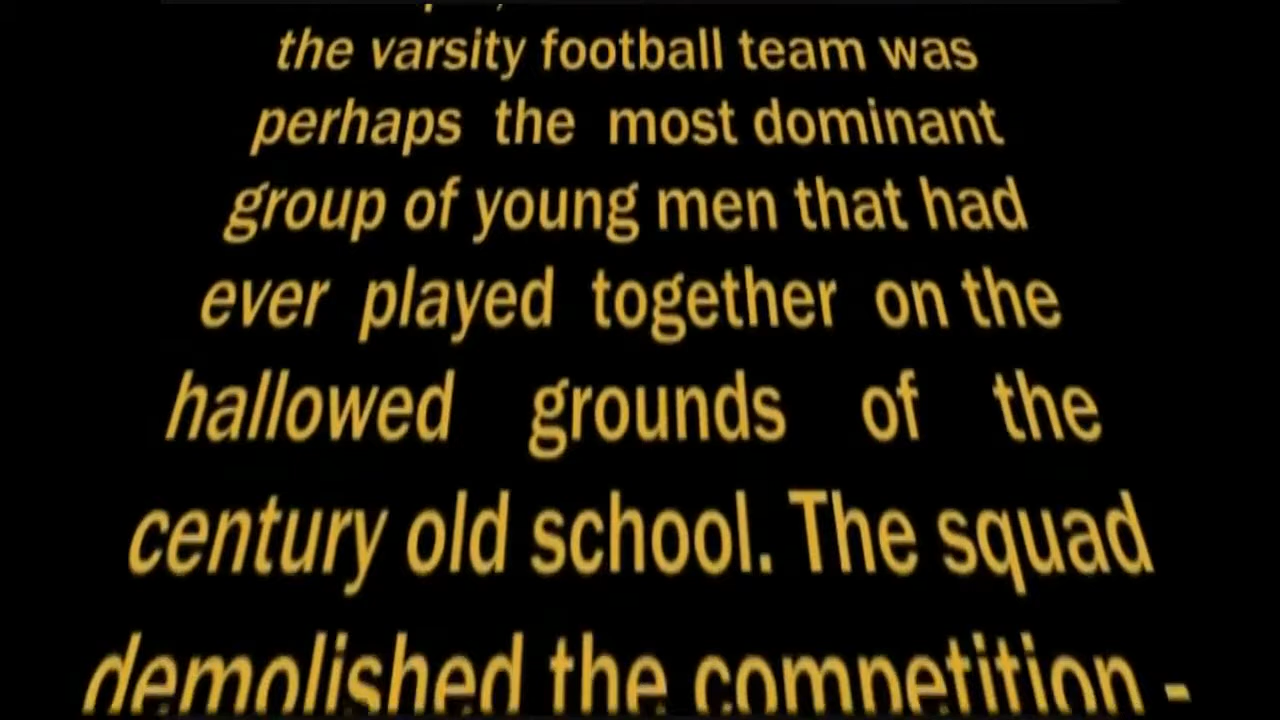 the varsity football team was
perhaps the most dominant
group of young men that had
ever played together on the
hallowed grounds of the
century old school. The squad
demolished the competition -